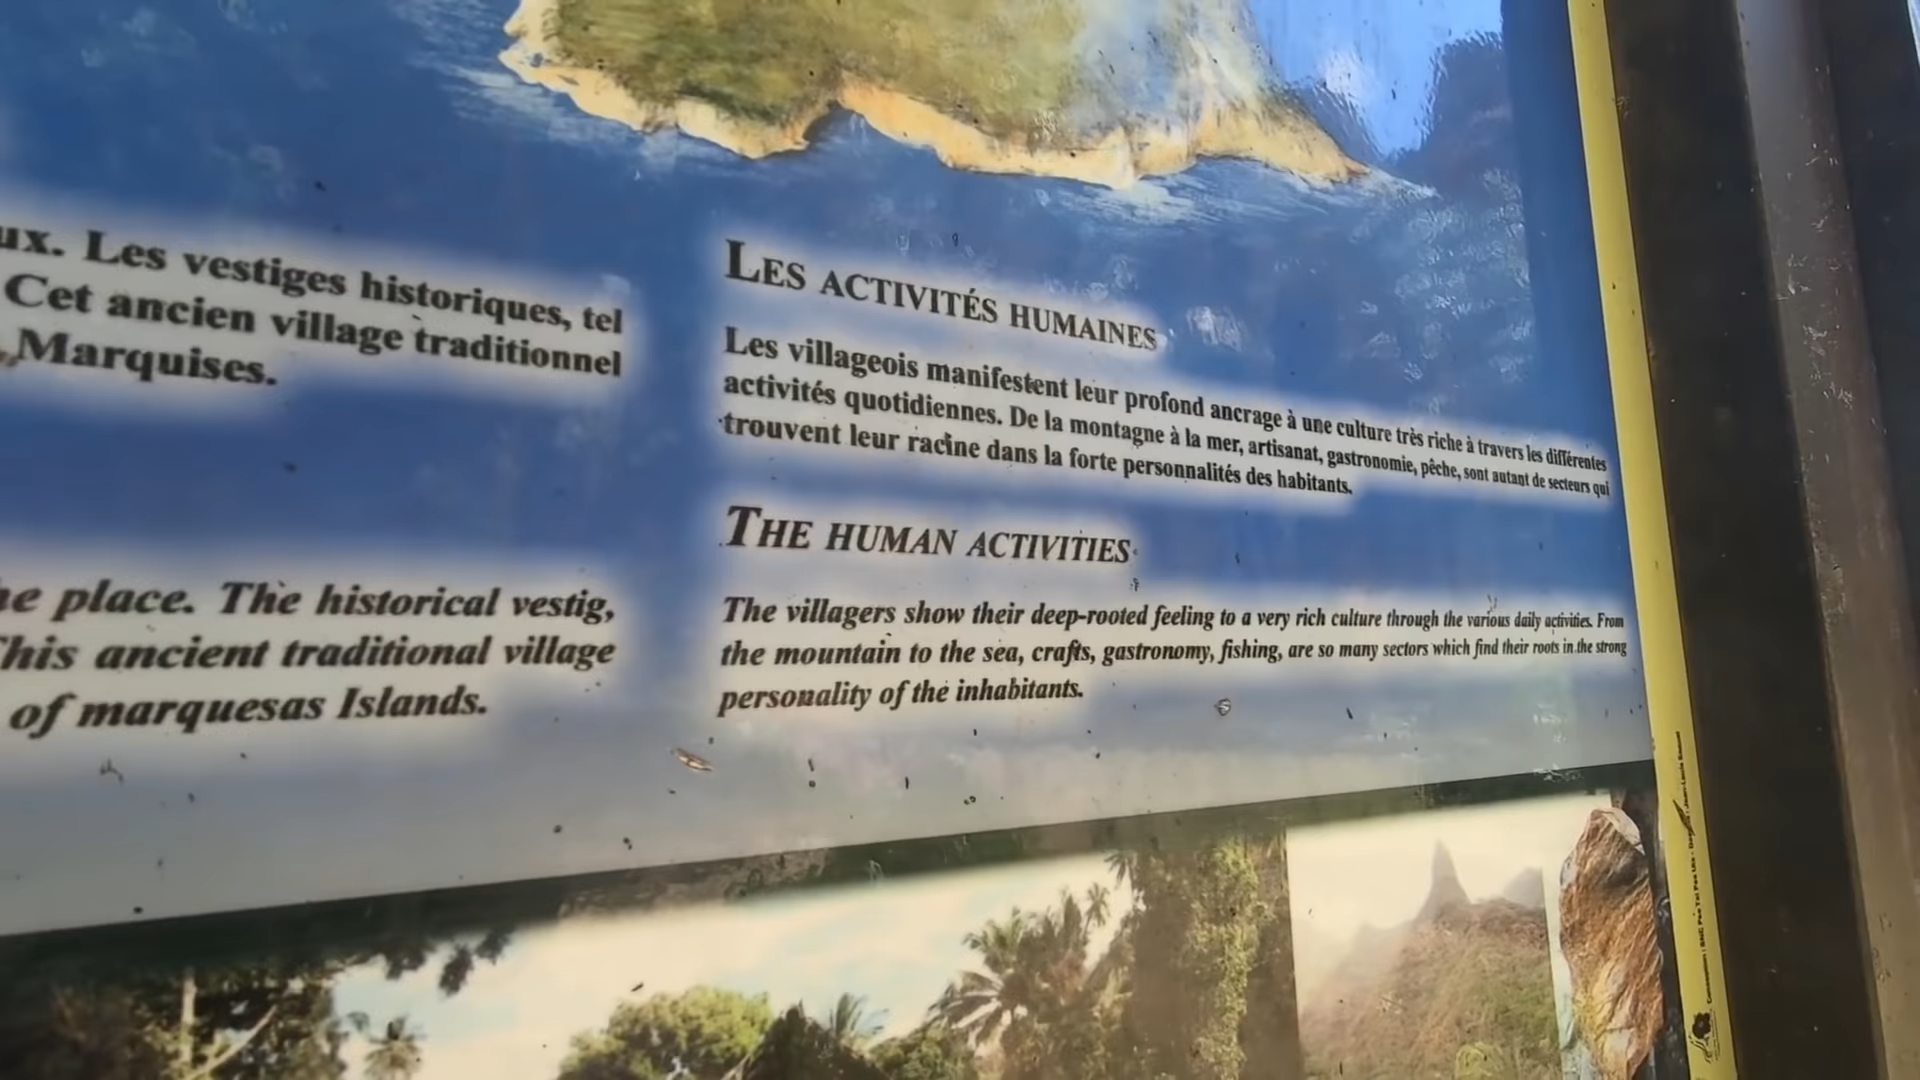 ux. Les vestiges historiques, tel
Cet ancien village traditionnel
Marquises.
he place. The historical vestig,
This ancient traditional village
of marquesas Islands.
LES ACTIVITÉS HUMAINES
Les villageois manifestent leur profond ancrage à une culture très riche à travers les différentes
activités quotidiennes. De la montagne à la mer, artisanat, gastronomie, pêche, sont autant de secteurs qui
trouvent leur racine dans la forte personnalités des habitants.
THE HUMAN ACTIVITIES
The villagers show their deep-rooted feeling to a very rich culture through the various daily activities. From
the mountain to the sea, crafts, gastronomy, fishing, are so many sectors which find their roots in the strong
personality of the inhabitants.